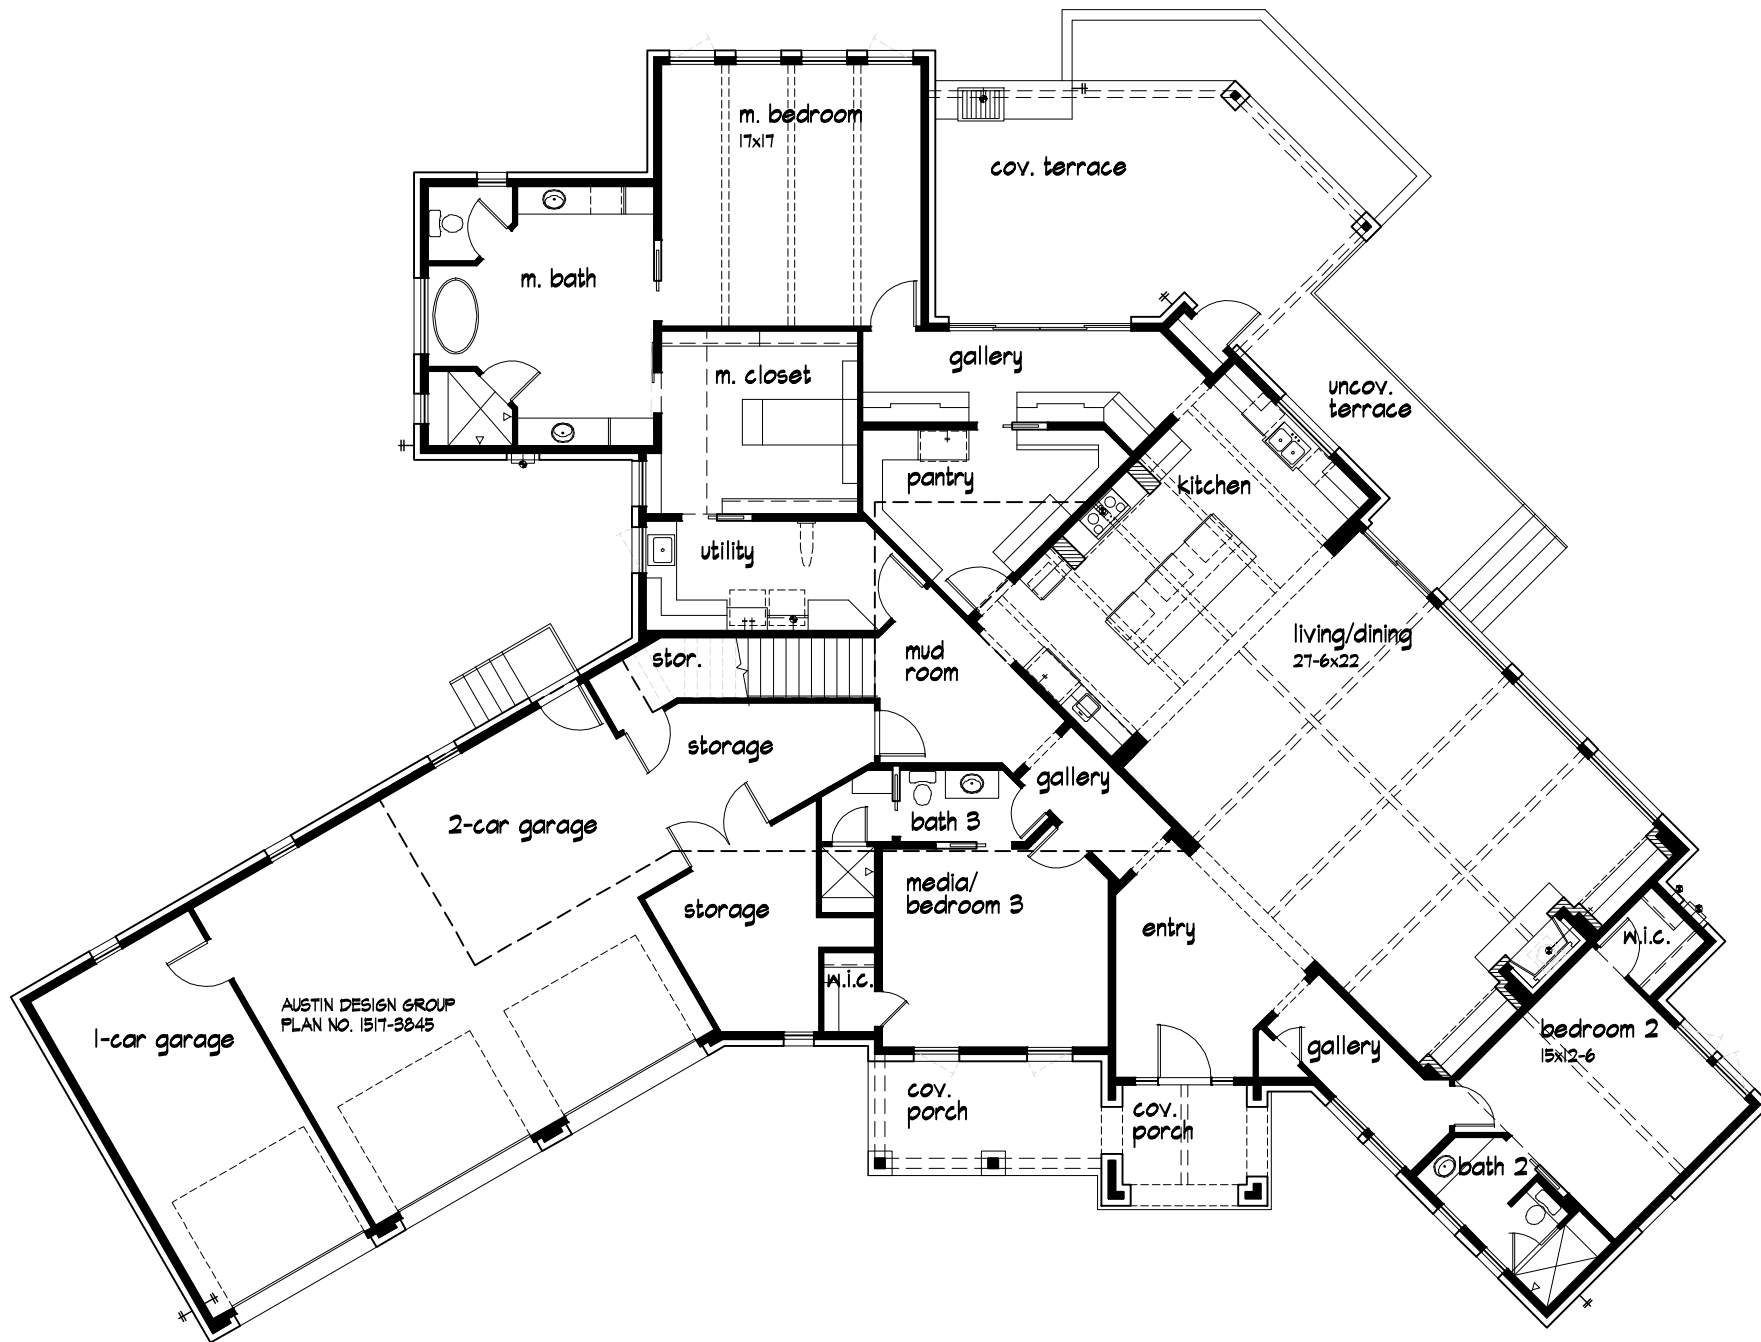 m. bedroom
17x17
cov. terrace
m. bath
gallery
m. closet
uncov.
terrace
pantry
kitchen
utility
living/dining
27-6x22
stor.
mud
room
storage
gallery
2-car garage
bath 3
media/
bedroom 3
storage
entry
w.i.c.
w.i.c.
AUSTIN DESIGN GROUP
PLAN NO. 1517-3845
1-car garage
gallery
bedroom 2
15x12-6
cov.
porch
cov.
porch
bath 2